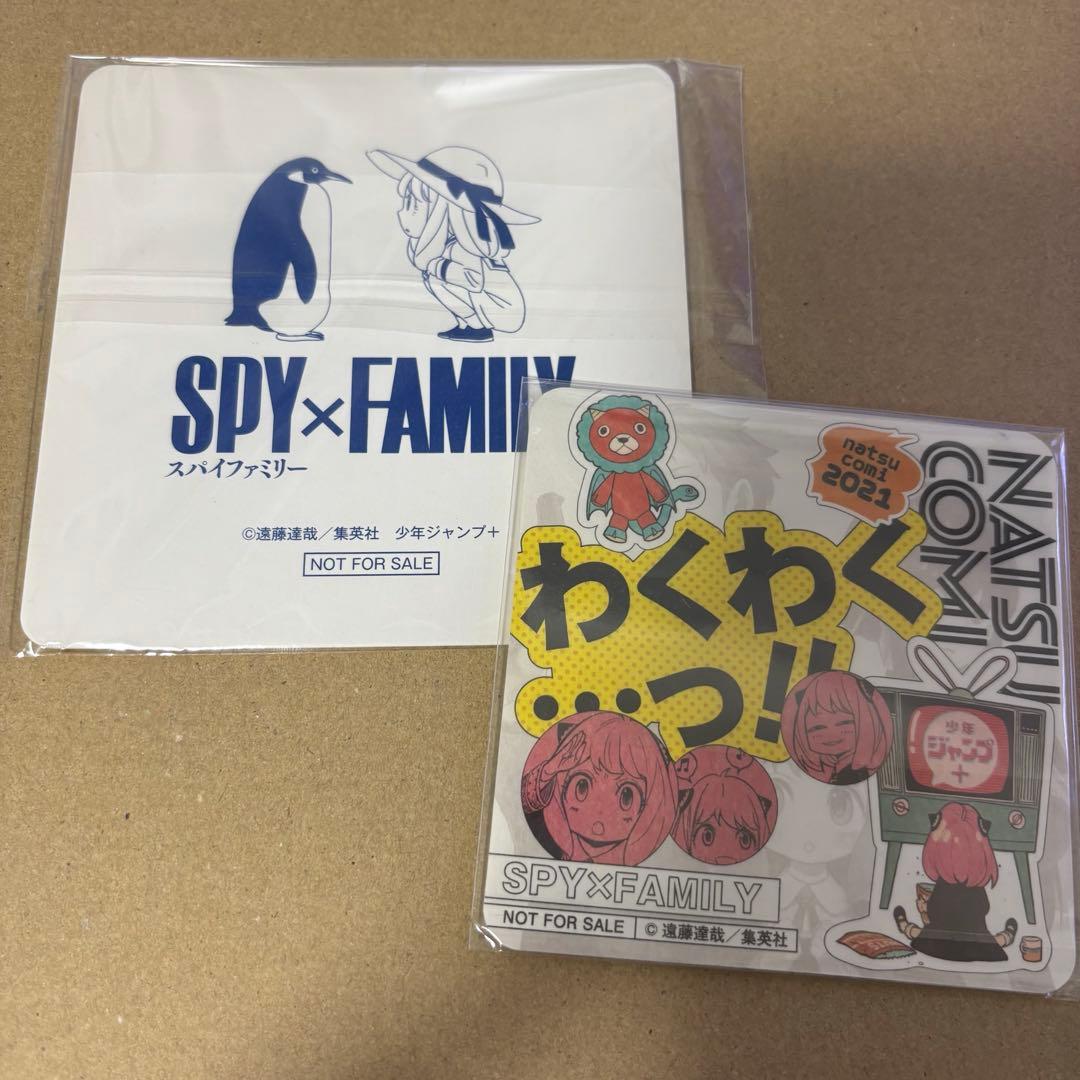 SPY×FAMILY
スパイファミリー
©遠藤達哉／集英社 少年ジャンプ＋
NOT FOR SALE
natsu
comi
2021
NATSU
COMI
わくわく
…っ!!
少年
ジャンプ
＋
SPY×FAMILY
NOT FOR SALE
© 遠藤達哉／集英社